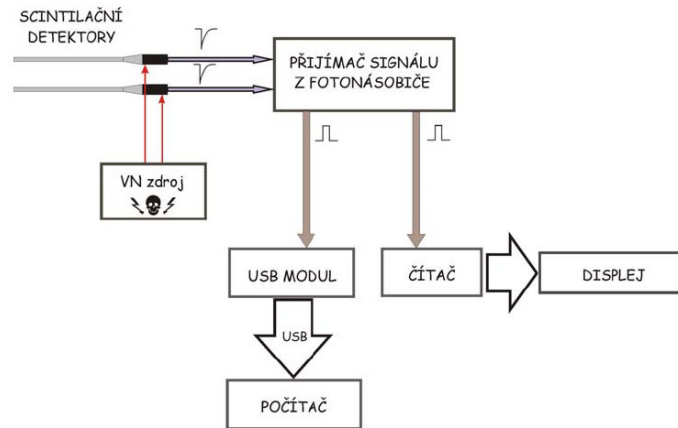 SCINTILAČNÍ
DETEKTORY
PŘIJÍMAČ SIGNÁLU
Z FOTONÁSOBIČE
VN zdroj
USB MODUL
ČÍTAČ
DISPLEJ
USB
POČÍTAČ